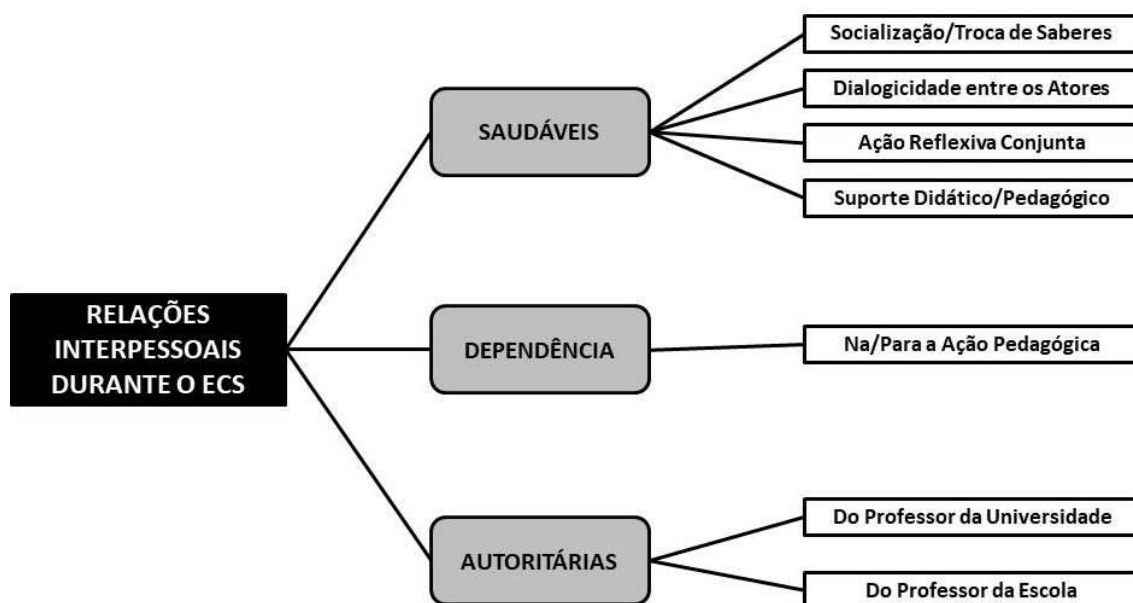 RELAÇÕES
INTERPESSOAIS
DURANTE O ECS
SAUDÁVEIS
Socialização/Troca de Saberes
Dialogicidade entre os Atores
Ação Reflexiva Conjunta
Suporte Didático/Pedagógico
DEPENDÊNCIA
Na/Para a Ação Pedagógica
AUTORITÁRIAS
Do Professor da Universidade
Do Professor da Escola